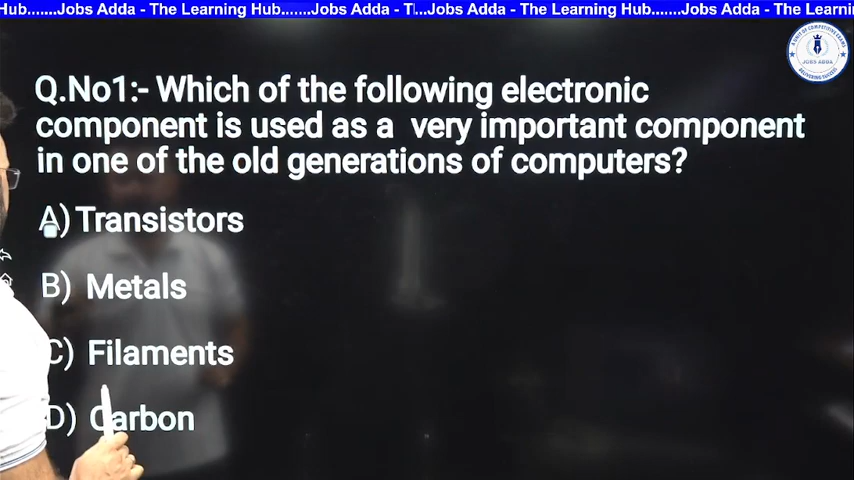 Hub.......Jobs Adda - The Learning Hub.......Jobs Adda - T...Jobs Adda - The Learning Hub.......Jobs Adda - The Learnin
JOBS ADDA
Q.No1:- Which of the following electronic
component is used as a very important component
in one of the old generations of computers?
A) Transistors
B) Metals
C) Filaments
D) Carbon